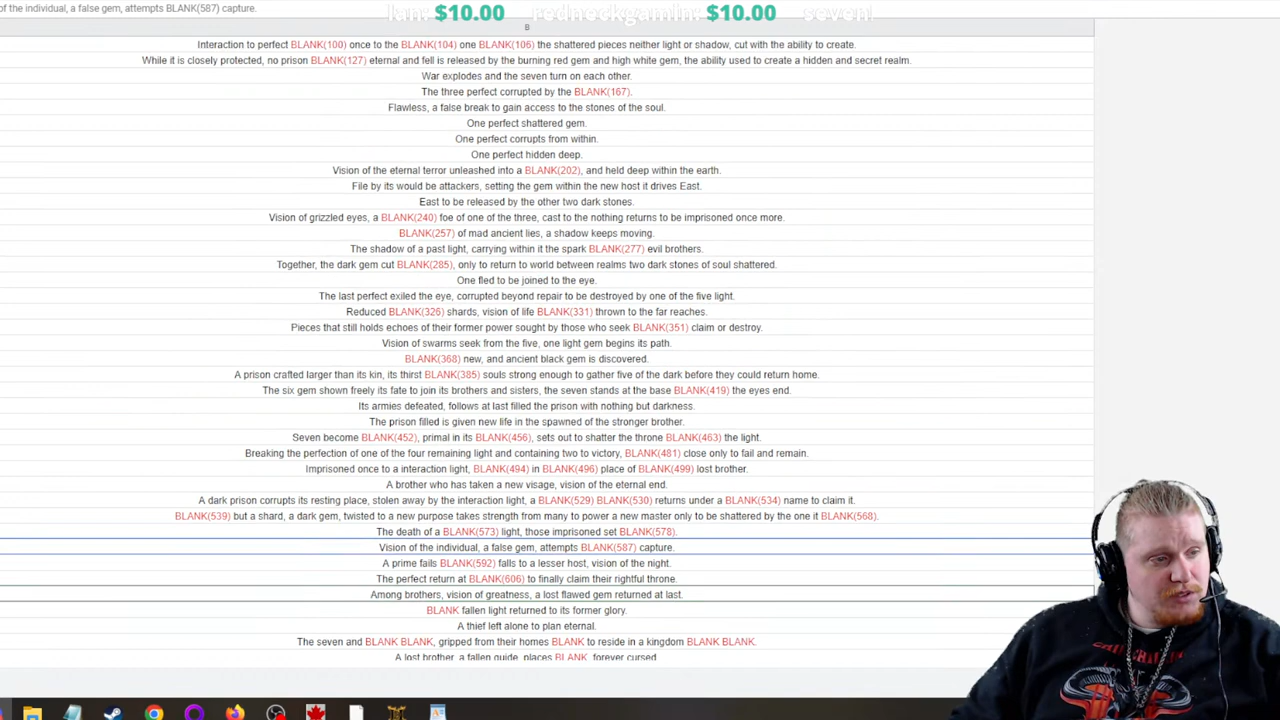 of the individual, a false gem, attempts BLANK(587) capture.
Ian: $10.00 redneckgamin: $10.00 seven
B
Interaction to perfect BLANK(100) once to the BLANK(104) one BLANK(106) the shattered pieces neither light or shadow, cut with the ability to create.
While it is closely protected, no prison BLANK(127) eternal and fell is released by the burning red gem and high white gem, the ability used to create a hidden and secret realm.
War explodes and the seven turn on each other.
The three perfect corrupted by the BLANK(167).
Flawless, a false break to gain access to the stones of the soul.
One perfect shattered gem.
One perfect corrupts from within.
One perfect hidden deep.
Vision of the eternal terror unleashed into a BLANK(202), and held deep within the earth.
File by its would be attackers, setting the gem within the new host it drives East.
East to be released by the other two dark stones.
Vision of grizzled eyes, a BLANK(240) foe of one of the three, cast to the nothing returns to be imprisoned once more.
BLANK(257) of mad ancient lies, a shadow keeps moving.
The shadow of a past light, carrying within it the spark BLANK(277) evil brothers.
Together, the dark gem cut BLANK(285), only to return to world between realms two dark stones of soul shattered.
One fled to be joined to the eye.
The last perfect exiled the eye, corrupted beyond repair to be destroyed by one of the five light.
Reduced BLANK(326) shards, vision of life BLANK(331) thrown to the far reaches.
Pieces that still holds echoes of their former power sought by those who seek BLANK(351) claim or destroy.
Vision of swarms seek from the five, one light gem begins its path.
BLANK(368) new, and ancient black gem is discovered.
A prison crafted larger than its kin, its thirst BLANK(385) souls strong enough to gather five of the dark before they could return home.
The six gem shown freely its fate to join its brothers and sisters, the seven stands at the base BLANK(419) the eyes end.
Its armies defeated, follows at last filled the prison with nothing but darkness.
The prison filled is given new life in the spawned of the stronger brother.
Seven become BLANK(452), primal in its BLANK(456), sets out to shatter the throne BLANK(463) the light.
Breaking the perfection of one of the four remaining light and containing two to victory, BLANK(481) close only to fail and remain.
Imprisoned once to a interaction light, BLANK(494) in BLANK(496) place of BLANK(499) lost brother.
A brother who has taken a new visage, vision of the eternal end.
A dark prison corrupts its resting place, stolen away by the interaction light, a BLANK(529) BLANK(530) returns under a BLANK(534) name to claim it.
BLANK(539) but a shard, a dark gem, twisted to a new purpose takes strength from many to power a new master only to be shattered by the one it BLANK(568).
The death of a BLANK(573) light, those imprisoned set BLANK(578).
Vision of the individual, a false gem, attempts BLANK(587) capture.
A prime fails BLANK(592) falls to a lesser host, vision of the night.
The perfect return at BLANK(606) to finally claim their rightful throne.
Among brothers, vision of greatness, a lost flawed gem returned at last.
BLANK fallen light returned to its former glory.
A thief left alone to plan eternal.
The seven and BLANK BLANK, gripped from their homes BLANK to reside in a kingdom BLANK BLANK.
A lost brother, a fallen guide, places BLANK, forever cursed